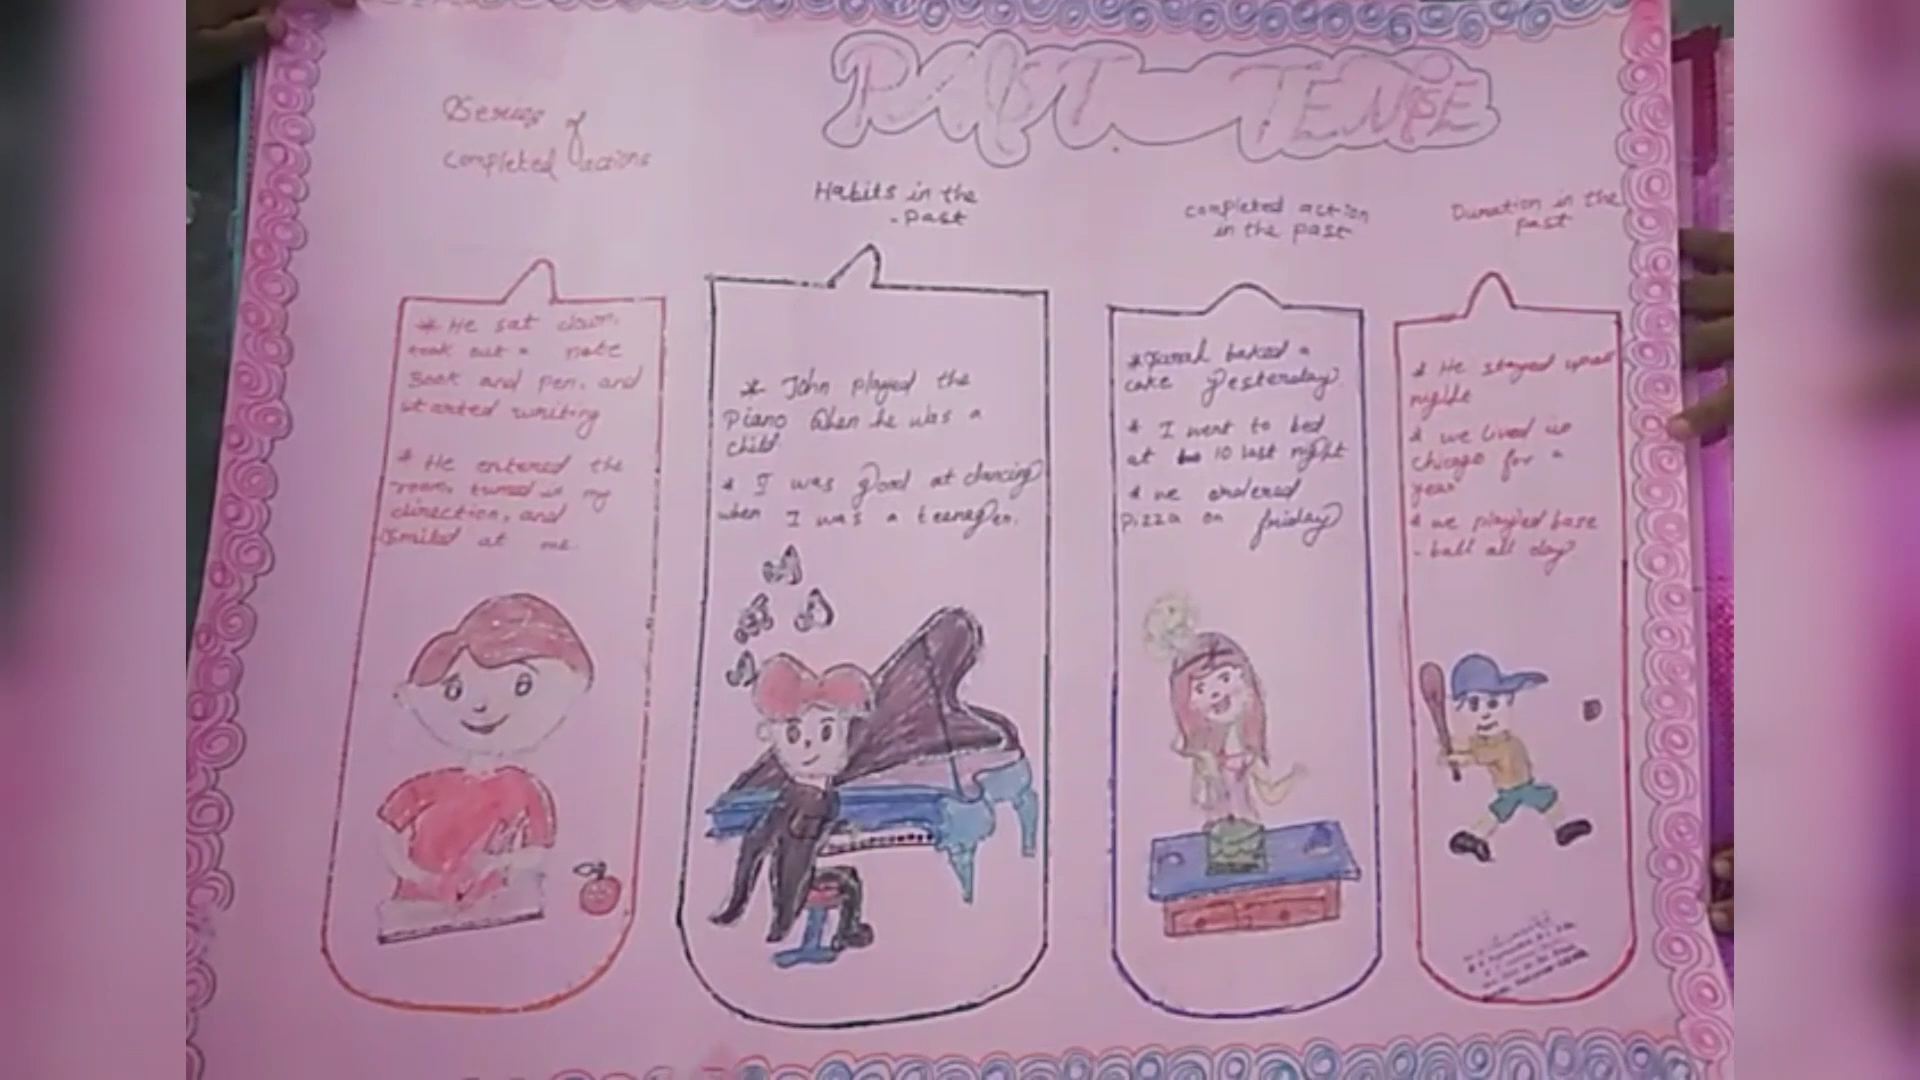 PAST TENSE
Series of
completed actions
* He sat down,
took out a note
Book and pen, and
started writing
* He entered the
room, turned in my
direction, and
Smiled at me.
Habits in the
- Past
* John played the
Piano when he was a
child
* I was good at dancing
when I was a teenager.
completed action
in the past
* Sarah baked a
cake yesterday
* I went to bed
at 10 last night
* we ordered
Pizza on friday
Duration in the
past
* He stayed
* we lived in
chicago for a
year
* we played base
- ball all day